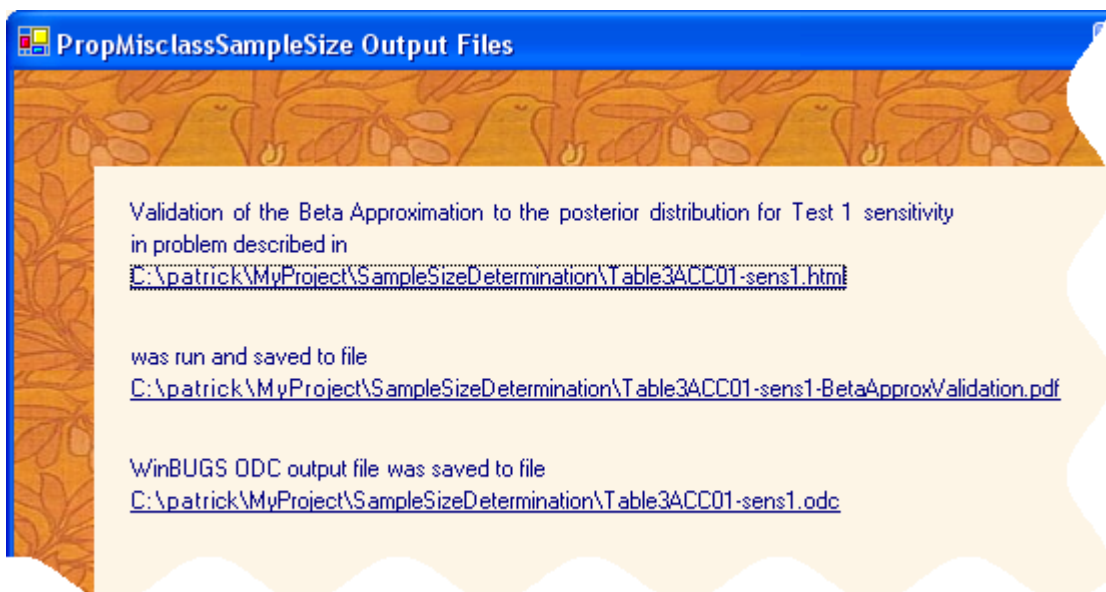 PropMisclassSampleSize Output Files
Validation of the Beta Approximation to the posterior distribution for Test 1 sensitivity
in problem described in
C:\patrick\MyProject\SampleSizeDetermination\Table3ACC01-sens1.html
was run and saved to file
C:\patrick\MyProject\SampleSizeDetermination\Table3ACC01-sens1-BetaApproxValidation.pdf
WinBUGS ODC output file was saved to file
C:\patrick\MyProject\SampleSizeDetermination\Table3ACC01-sens1.odc